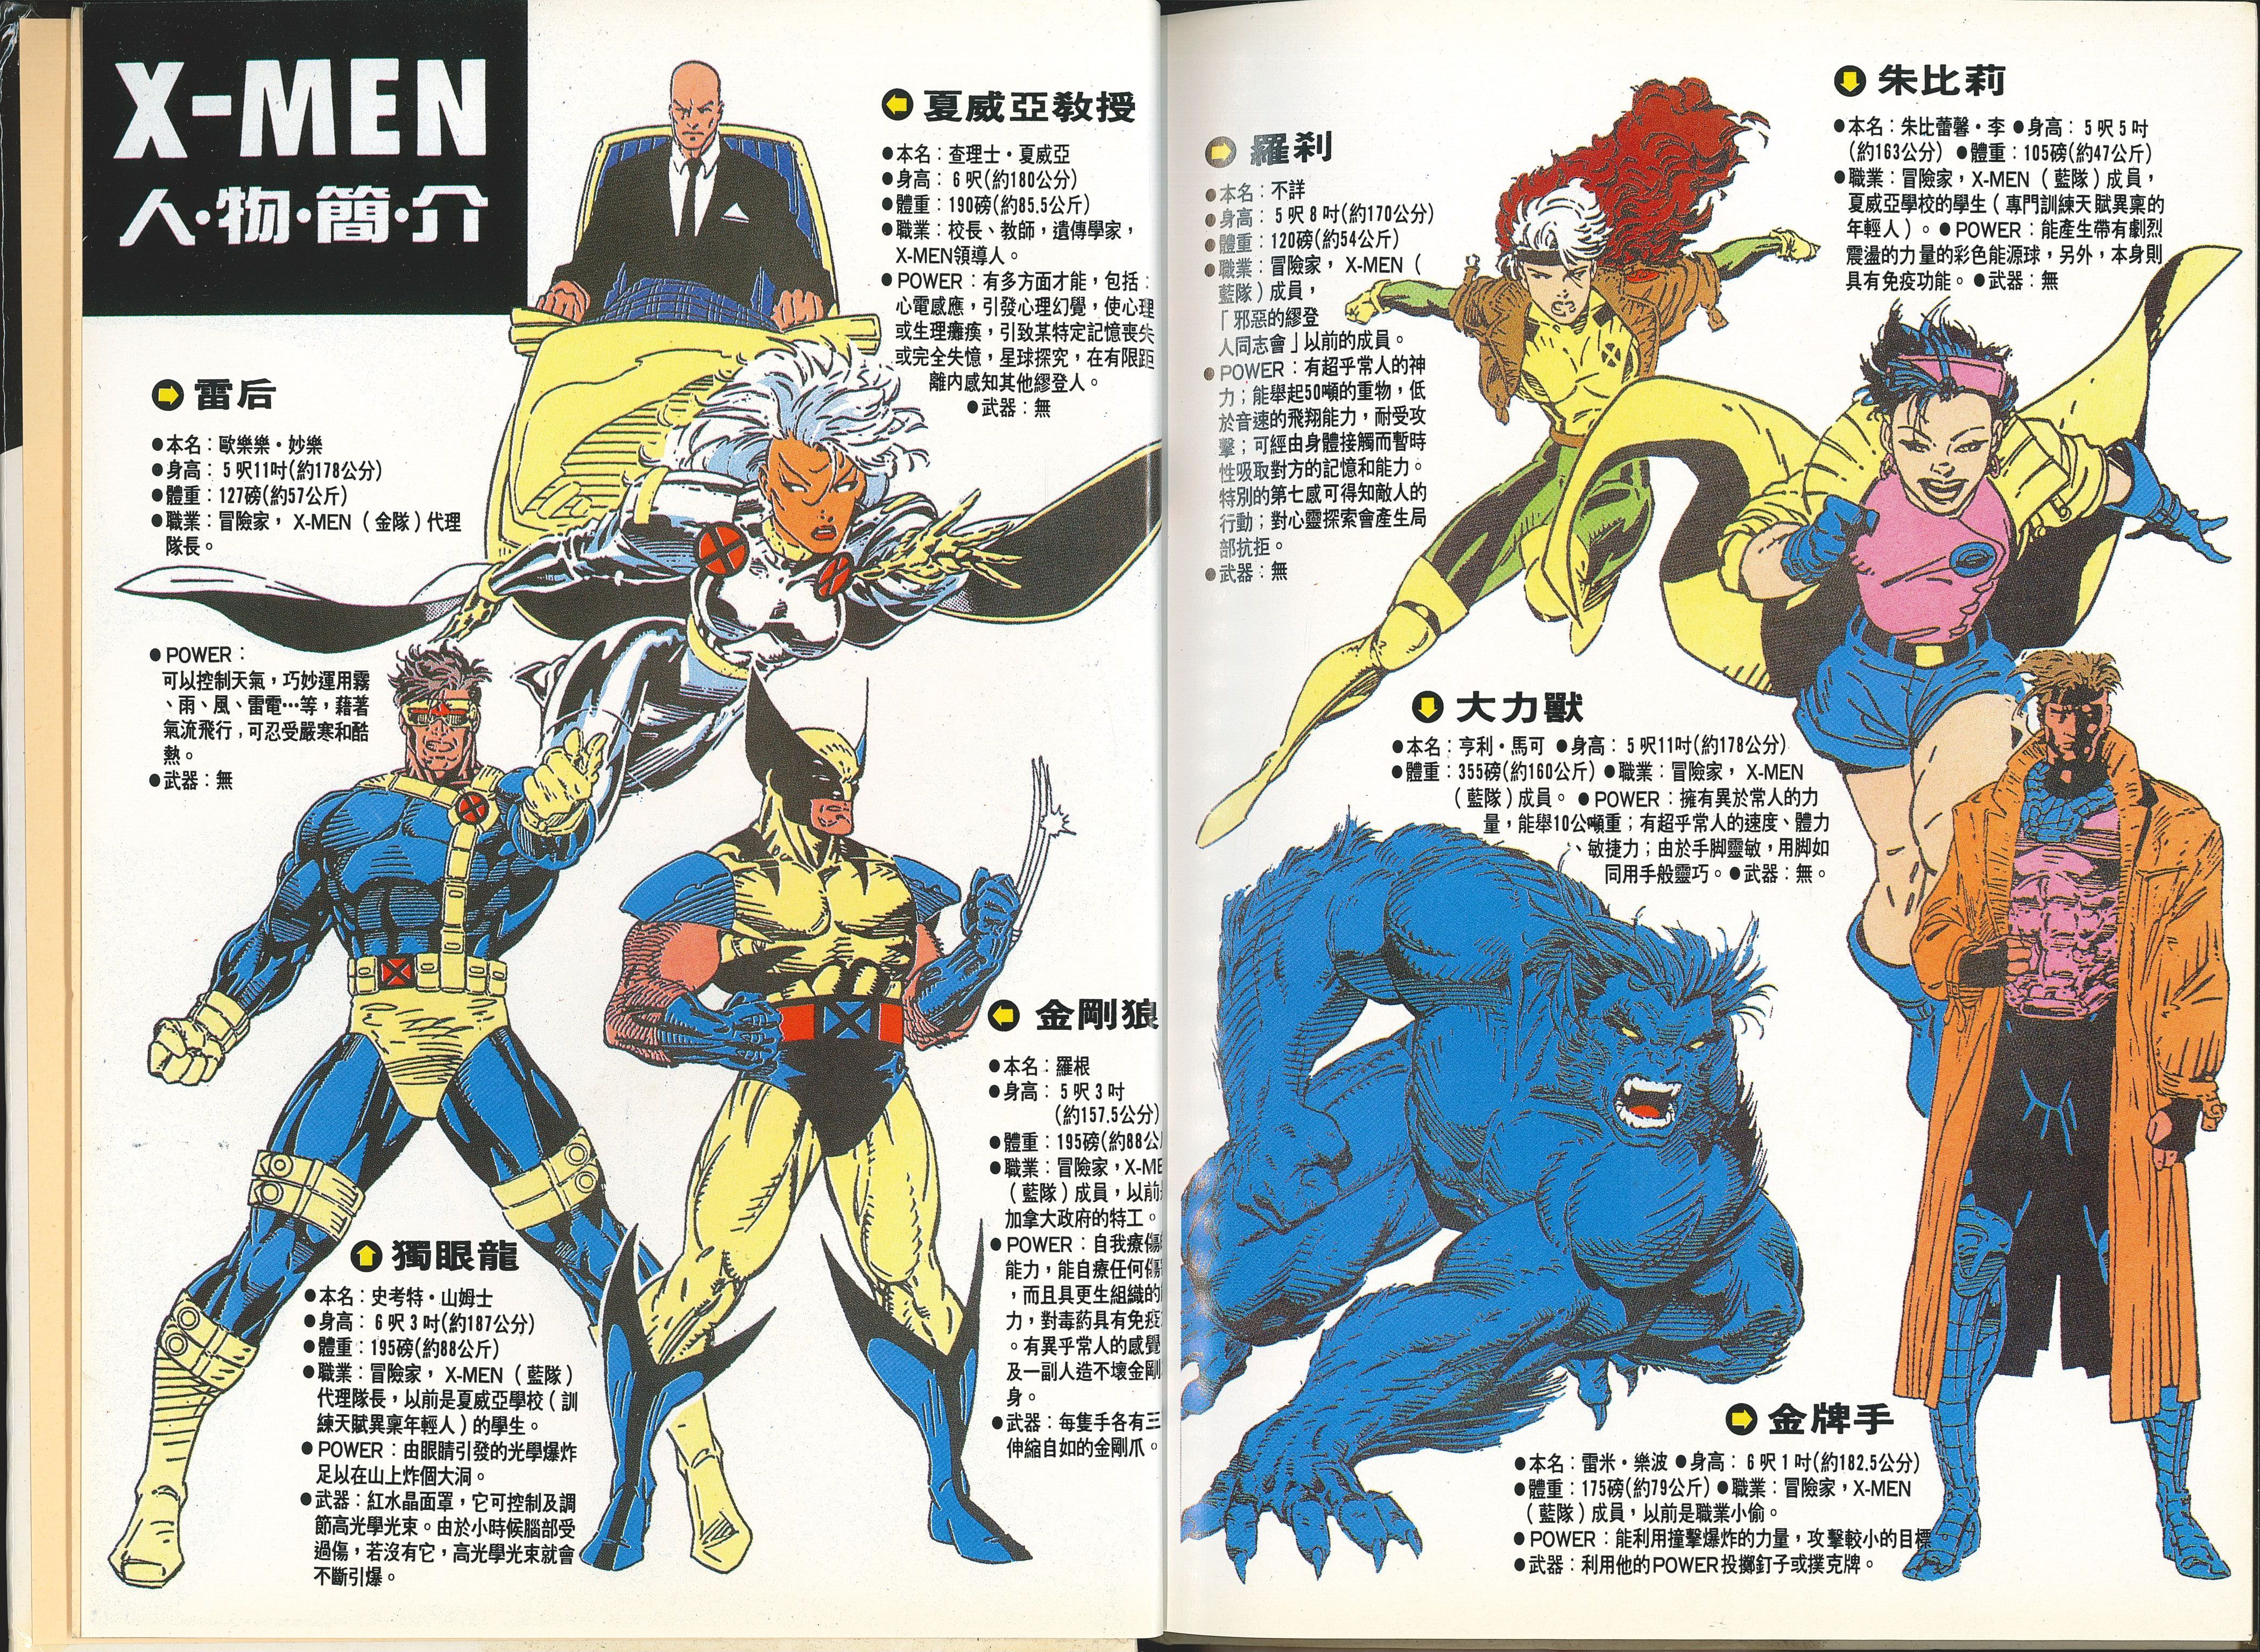 X-MEN
人·物·簡·介
夏威亞教授
●本名：查理士·夏威亞
●身高：6呎(約180公分)
●體重：190磅(約85.5公斤)
●職業：校長、教師，遺傳學家，
X-MEN領導人。
●POWER：有多方面才能，包括：
心電感應，引發心理幻覺，使心理
或生理癱瘓，引致某特定記憶喪失
或完全失憶，星球探究，在有限距
離內感知其他繆登人。
●武器：無
雷后
●本名：歐樂樂·妙樂
●身高：5呎11吋(約178公分)
●體重：127磅(約57公斤)
●職業：冒險家，X-MEN（金隊）代理
隊長。
●POWER：
可以控制天氣，巧妙運用霧
、雨、風、雷電…等，藉著
氣流飛行，可忍受嚴寒和酷
熱。
●武器：無
金剛狼
●本名：羅根
●身高：5呎3吋
(約157.5公分)
●體重：195磅(約88公
●職業：冒險家，X-ME
（藍隊）成員，以前
加拿大政府的特工。
●POWER：自我療傷
能力，能自療任何傷
，而且具更生組織的
力，對毒葯具有免疫
。有異乎常人的感覺
及一副人造不壞金剛
身。
●武器：每隻手各有三
伸縮自如的金剛爪。
獨眼龍
●本名：史考特·山姆士
●身高：6呎3吋(約187公分)
●體重：195磅(約88公斤)
●職業：冒險家，X-MEN（藍隊）
代理隊長，以前是夏威亞學校（訓
練天賦異稟年輕人）的學生。
●POWER：由眼睛引發的光學爆炸
足以在山上炸個大洞。
●武器：紅水晶面罩，它可控制及調
節高光學光束。由於小時候腦部受
過傷，若沒有它，高光學光束就會
不斷引爆。
羅剎
●本名：不詳
●身高：5呎8吋(約170公分)
●體重：120磅(約54公斤)
●職業：冒險家，X-MEN（
藍隊）成員，
「邪惡的繆登
人同志會」以前的成員。
●POWER：有超乎常人的神
力；能舉起50噸的重物，低
於音速的飛翔能力，耐受攻
擊；可經由身體接觸而暫時
性吸取對方的記憶和能力。
特別的第七感可得知敵人的
行動；對心靈探索會產生局
部抗拒。
●武器：無
朱比莉
●本名：朱比蕾馨·李 ●身高：5呎5吋
(約163公分) ●體重：105磅(約47公斤)
●職業：冒險家，X-MEN（藍隊）成員，
夏威亞學校的學生（專門訓練天賦異稟的
年輕人）。●POWER：能產生帶有劇烈
震盪的力量的彩色能源球，另外，本身則
具有免疫功能。●武器：無
大力獸
●本名：亨利·馬可 ●身高：5呎11吋(約178公分)
●體重：355磅(約160公斤) ●職業：冒險家，X-MEN
（藍隊）成員。●POWER：擁有異於常人的力
量，能舉10公噸重；有超乎常人的速度、體力
、敏捷力；由於手脚靈敏，用脚如
同用手般靈巧。●武器：無。
金牌手
●本名：雷米·樂波 ●身高：6呎1吋(約182.5公分)
●體重：175磅(約79公斤) ●職業：冒險家，X-MEN
（藍隊）成員，以前是職業小偷。
●POWER：能利用撞擊爆炸的力量，攻擊較小的目標
●武器：利用他的POWER投擲釘子或撲克牌。